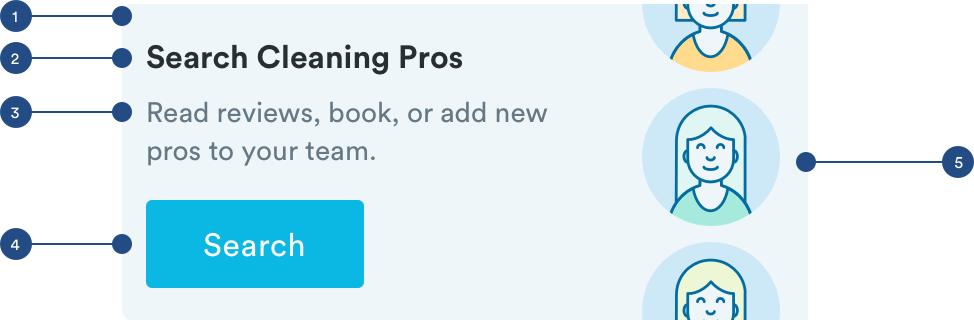 1
2
Search Cleaning Pros
3
Read reviews, book, or add new
pros to your team.
5
4
Search